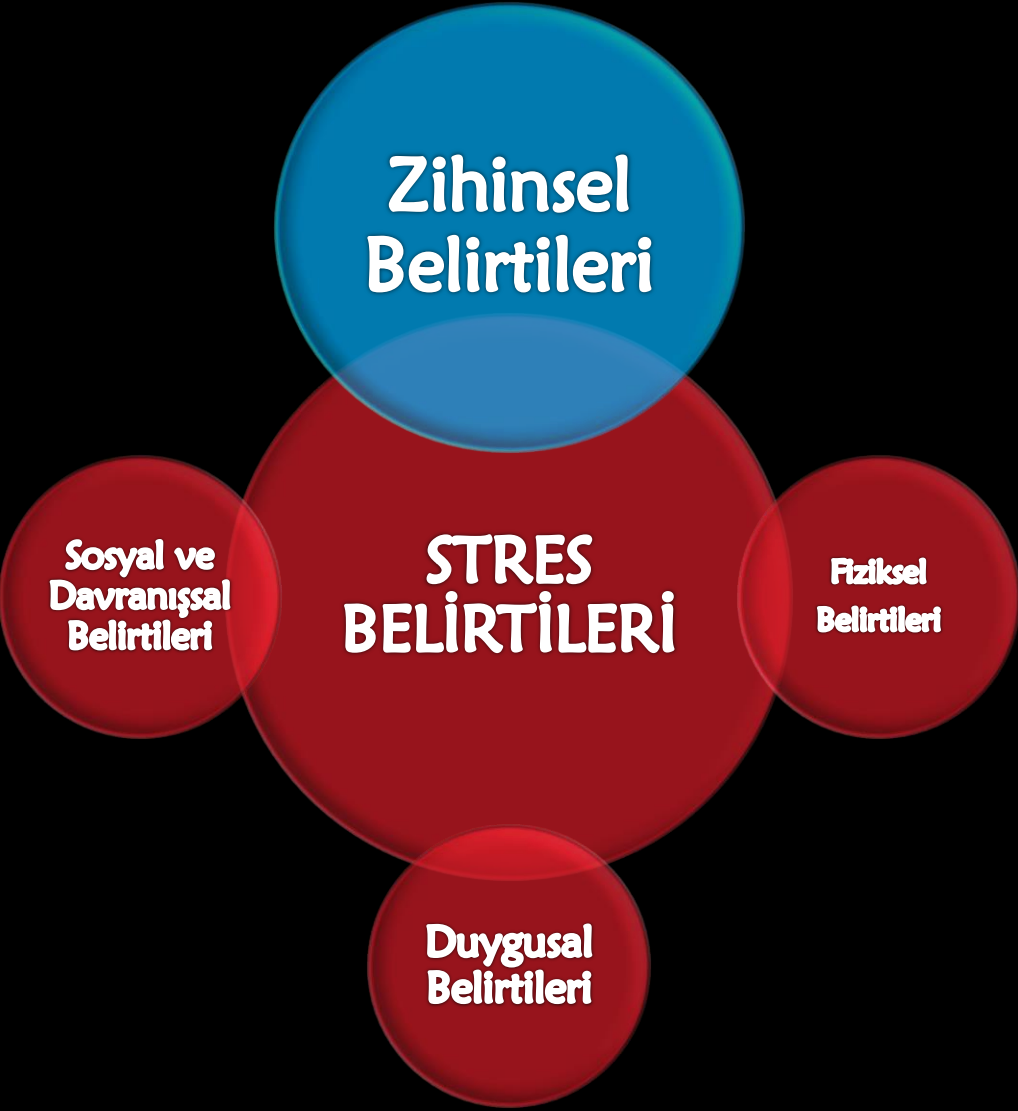 Zihinsel
Belirtileri
Sosyal ve
Davranışsal
Belirtileri
STRES
BELİRTİLERİ
Fiziksel
Belirtileri
Duygusal
Belirtileri